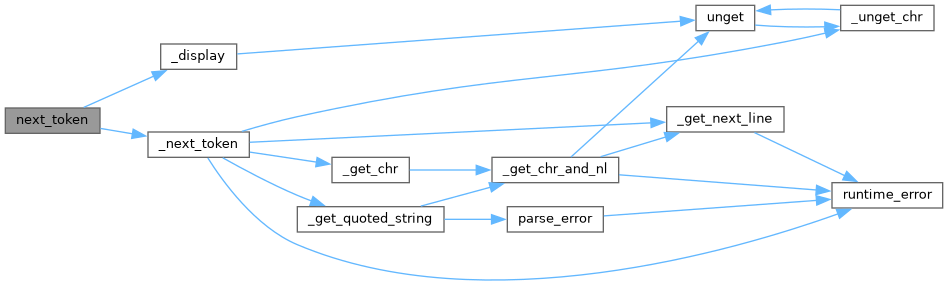 next_token
_display
_next_token
_get_chr
_get_quoted_string
_get_chr_and_nl
parse_error
unget
_get_next_line
_unget_chr
runtime_error